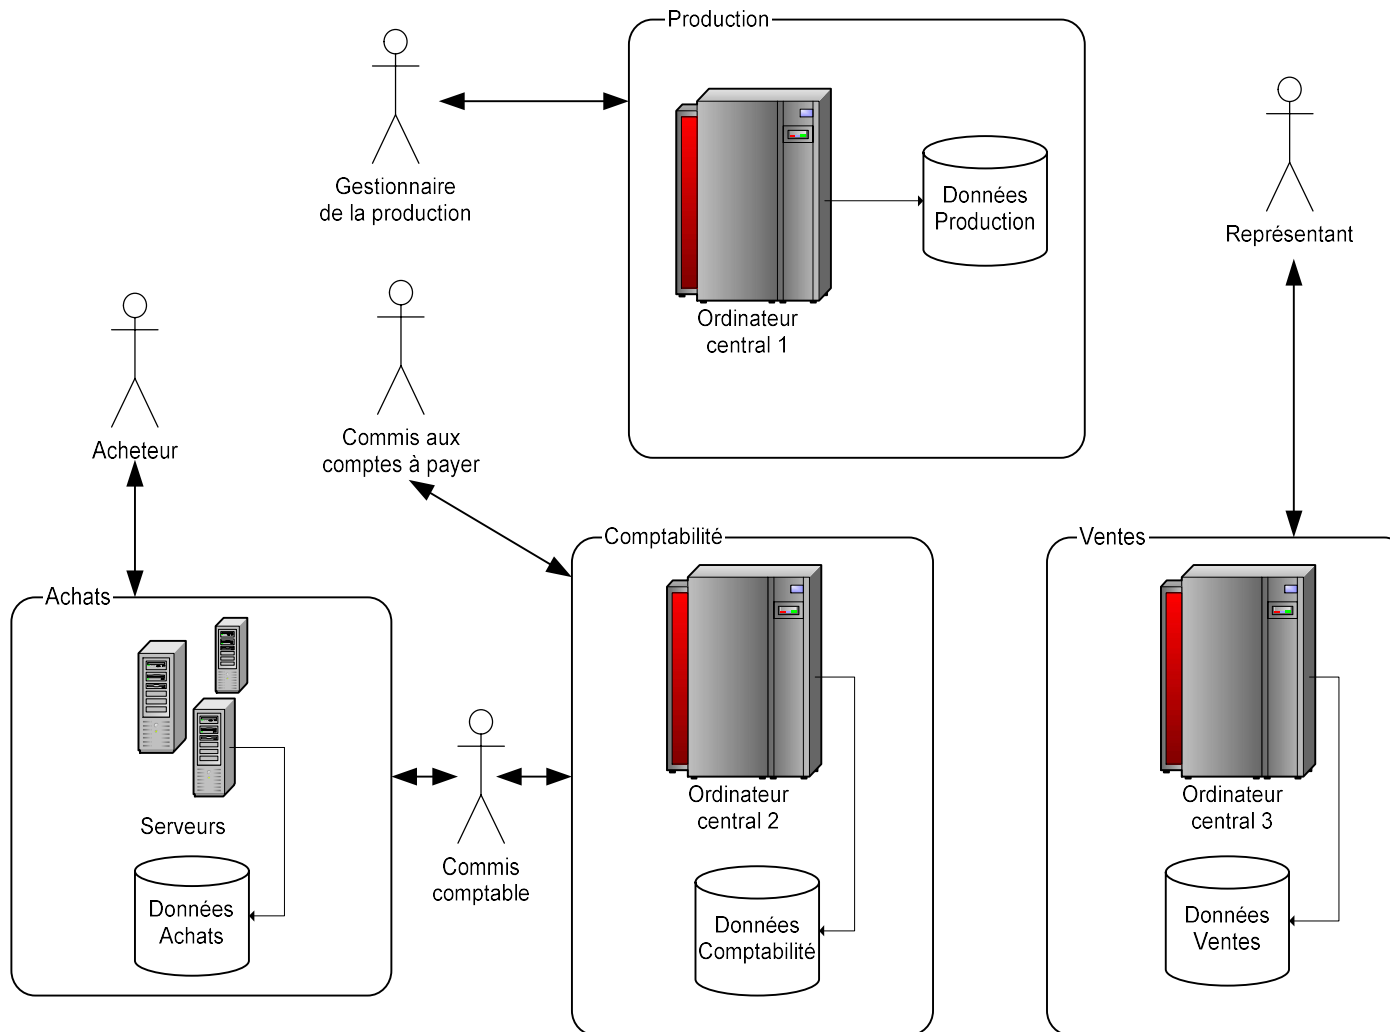 Production
Gestionnaire
de la production
Données
Production
Ordinateur
central 1
Représentant
Acheteur
Commis aux
comptes à payer
Achats
Serveurs
Données
Achats
Commis
comptable
Comptabilité
Ordinateur
central 2
Données
Comptabilité
Ventes
Ordinateur
central 3
Données
Ventes